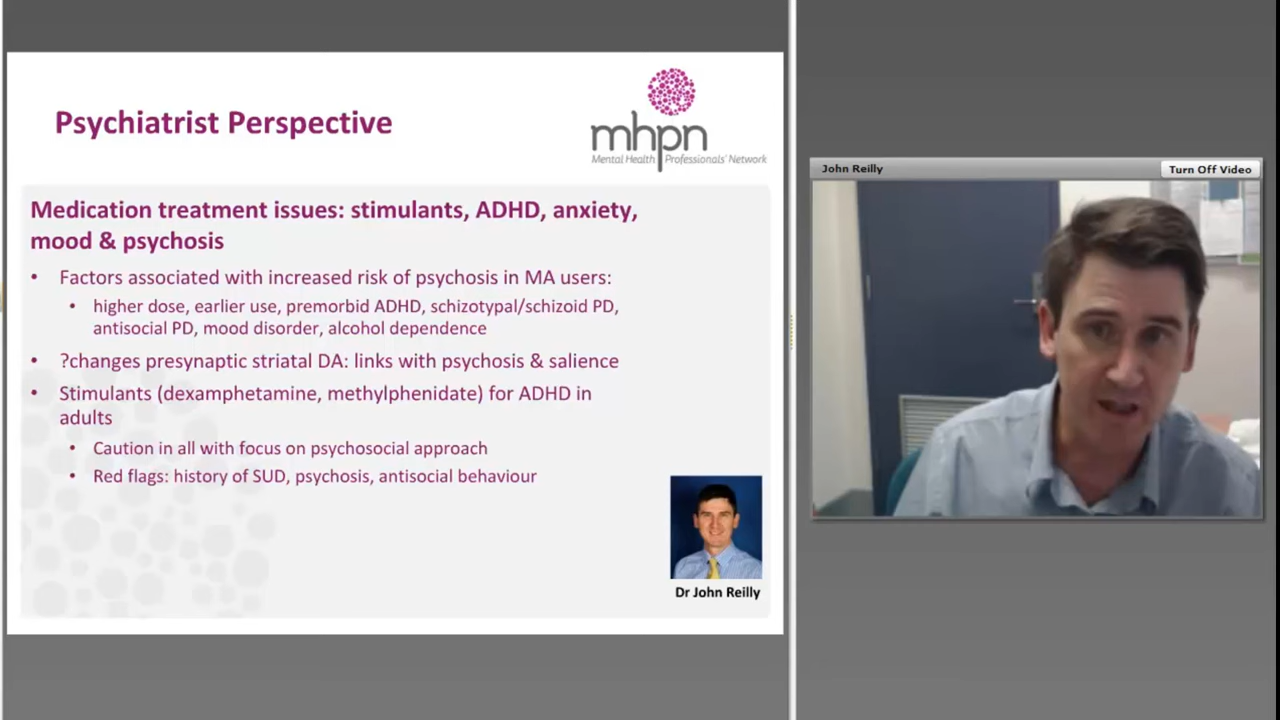 Psychiatrist Perspective
mhpn
Mental Health Professionals' Network
Medication treatment issues: stimulants, ADHD, anxiety,
mood & psychosis
• Factors associated with increased risk of psychosis in MA users:
• higher dose, earlier use, premorbid ADHD, schizotypal/schizoid PD,
antisocial PD, mood disorder, alcohol dependence
• ?changes presynaptic striatal DA: links with psychosis & salience
• Stimulants (dexamphetamine, methylphenidate) for ADHD in
adults
• Caution in all with focus on psychosocial approach
• Red flags: history of SUD, psychosis, antisocial behaviour
Dr John Reilly
John Reilly
Turn Off Video